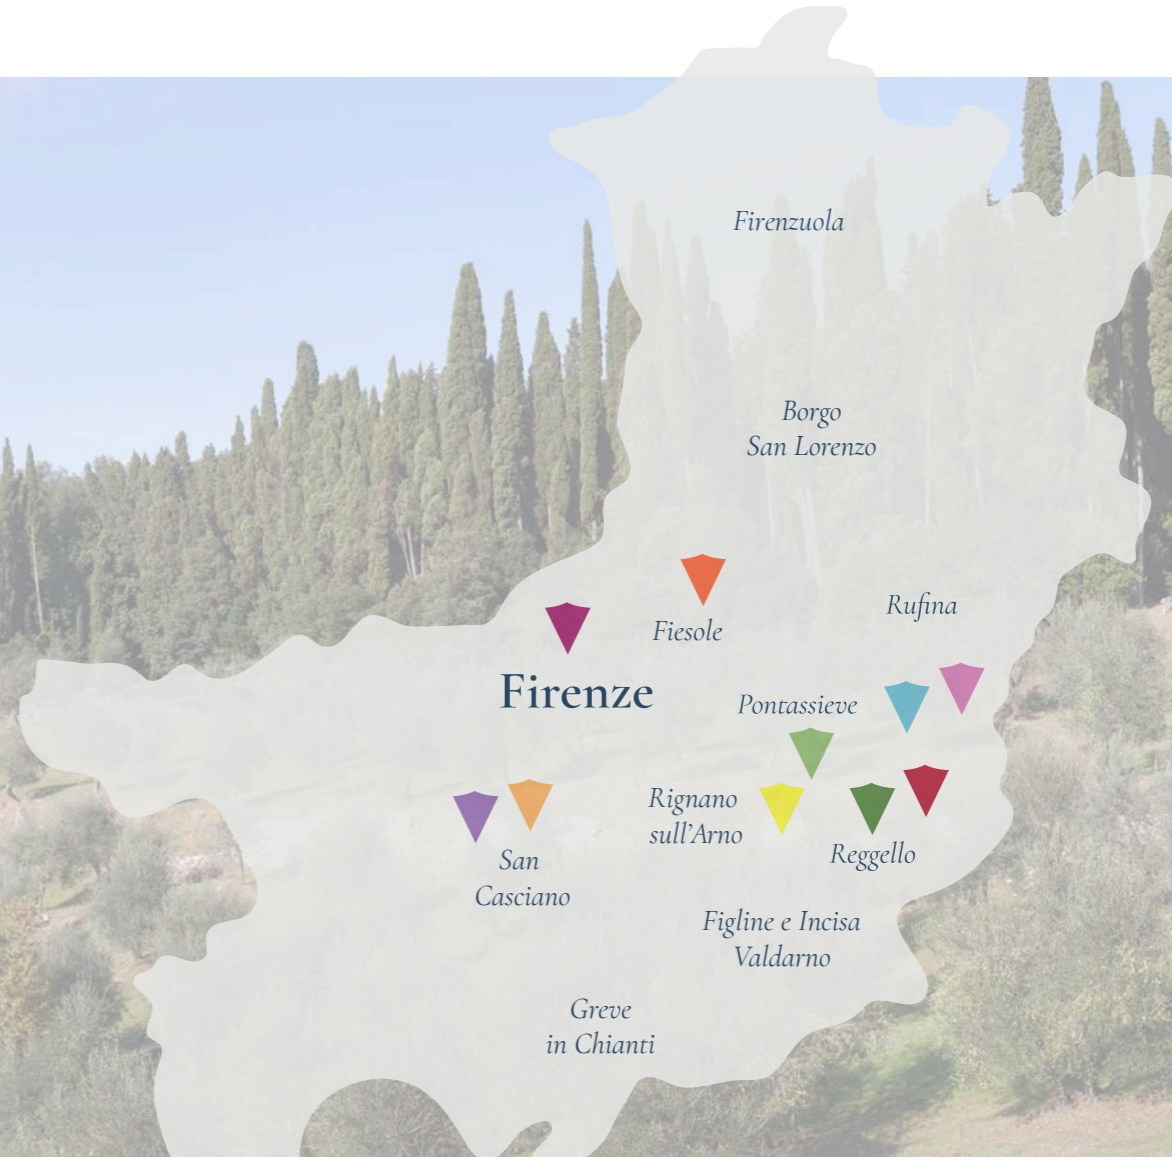 Firenzuola
Borgo
San Lorenzo
Rufina
Fiesole
Firenze
Pontassieve
Rignano
sull’Arno
Reggello
San
Casciano
Figline e Incisa
Valdarno
Greve
in Chianti